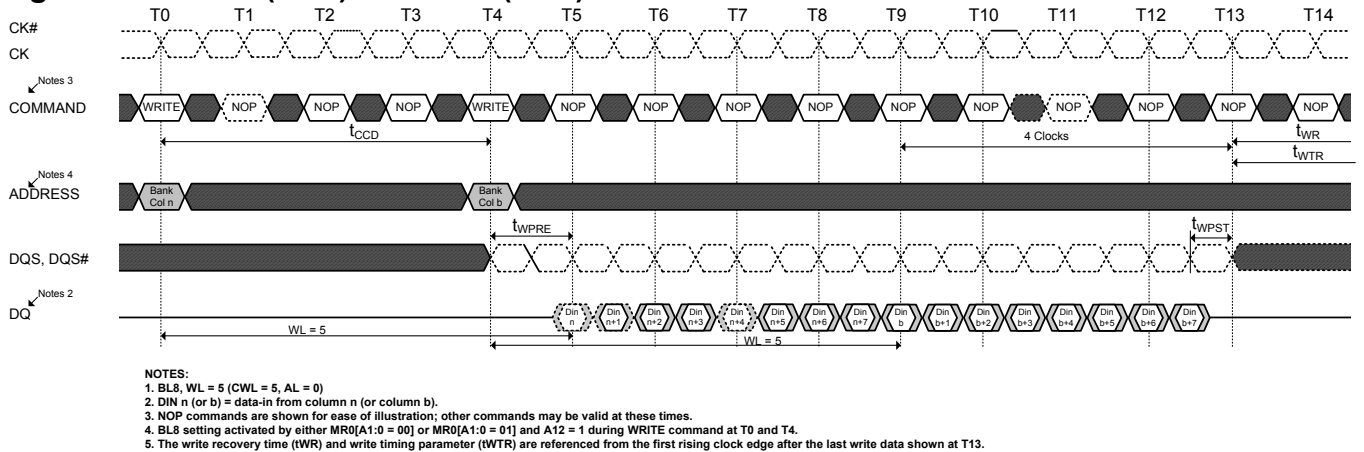 T0 T1 T2 T3 T4 T5 T6 T7 T8 T9 T10 T11 T12 T13 T14
CK#
CK
Notes 3
COMMAND
WRITE NOP NOP NOP WRITE NOP NOP NOP NOP NOP NOP NOP NOP NOP NOP
tCCD
4 Clocks
tWR
tWTR
Notes 4
ADDRESS
Bank Bank
Col n Col b
tWPRE
tWPST
DQS, DQS#
Notes 2
DQ
Din Din Din Din Din Din Din Din Din Din Din Din Din Din Din Din
n n+1 n+2 n+3 n+4 n+5 n+6 n+7 b b+1 b+2 b+3 b+4 b+5 b+6 b+7
WL = 5
WL = 5
NOTES:
1. BL8, WL = 5 (CWL = 5, AL = 0)
2. DIN n (or b) = data-in from column n (or column b).
3. NOP commands are shown for ease of illustration; other commands may be valid at these times.
4. BL8 setting activated by either MR0[A1:0 = 00] or MR0[A1:0 = 01] and A12 = 1 during WRITE command at T0 and T4.
5. The write recovery time (tWR) and write timing parameter (tWTR) are referenced from the first rising clock edge after the last write data shown at T13.